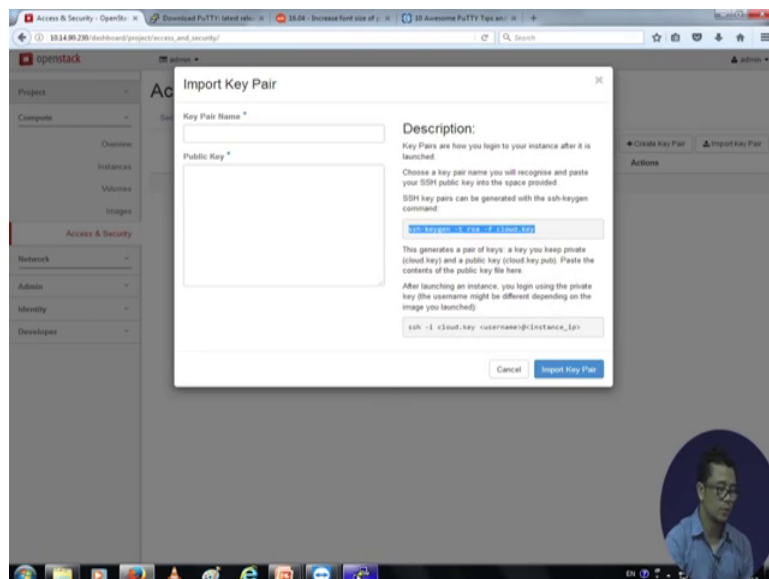 Access & Security - OpenSta
Download PuTTY: latest rele
16.04 - Increase font size of
10 Awesome PuTTY Tips an
10.14.90.238/dashboard/project/access_and_security/
Search
openstack
admin
admin
Project
Ac
Compute
Overview
Instances
Volumes
Images
Access & Security
Network
Admin
Identity
Developer
Create Key Pair
Import Key Pair
Actions
Import Key Pair
Key Pair Name *
Public Key *
Description:
Key Pairs are how you login to your instance after it is
launched.
Choose a key pair name you will recognise and paste
your SSH public key into the space provided.
SSH key pairs can be generated with the ssh-keygen
command:
ssh-keygen -t rsa -f cloud.key
This generates a pair of keys: a key you keep private
(cloud.key) and a public key (cloud.key.pub). Paste the
contents of the public key file here.
After launching an instance, you login using the private
key (the username might be different depending on the
image you launched):
ssh -i cloud.key <username>@<instance_ip>
Cancel
Import Key Pair
EN